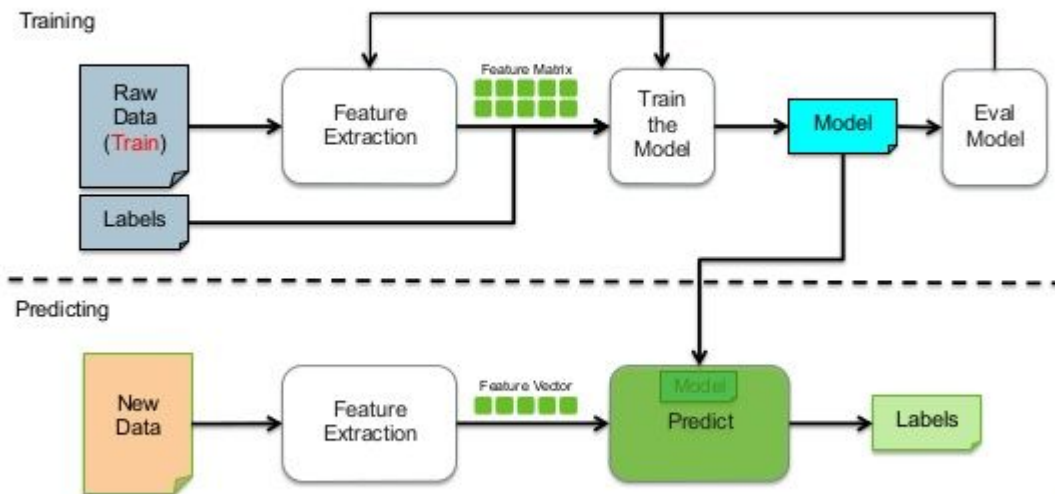 Training
Raw
Data
(Train)
Labels
Feature
Extraction
Feature Matrix
Train
the
Model
Model
Eval
Model
Predicting
New
Data
Feature
Extraction
Feature Vector
Model
Predict
Labels